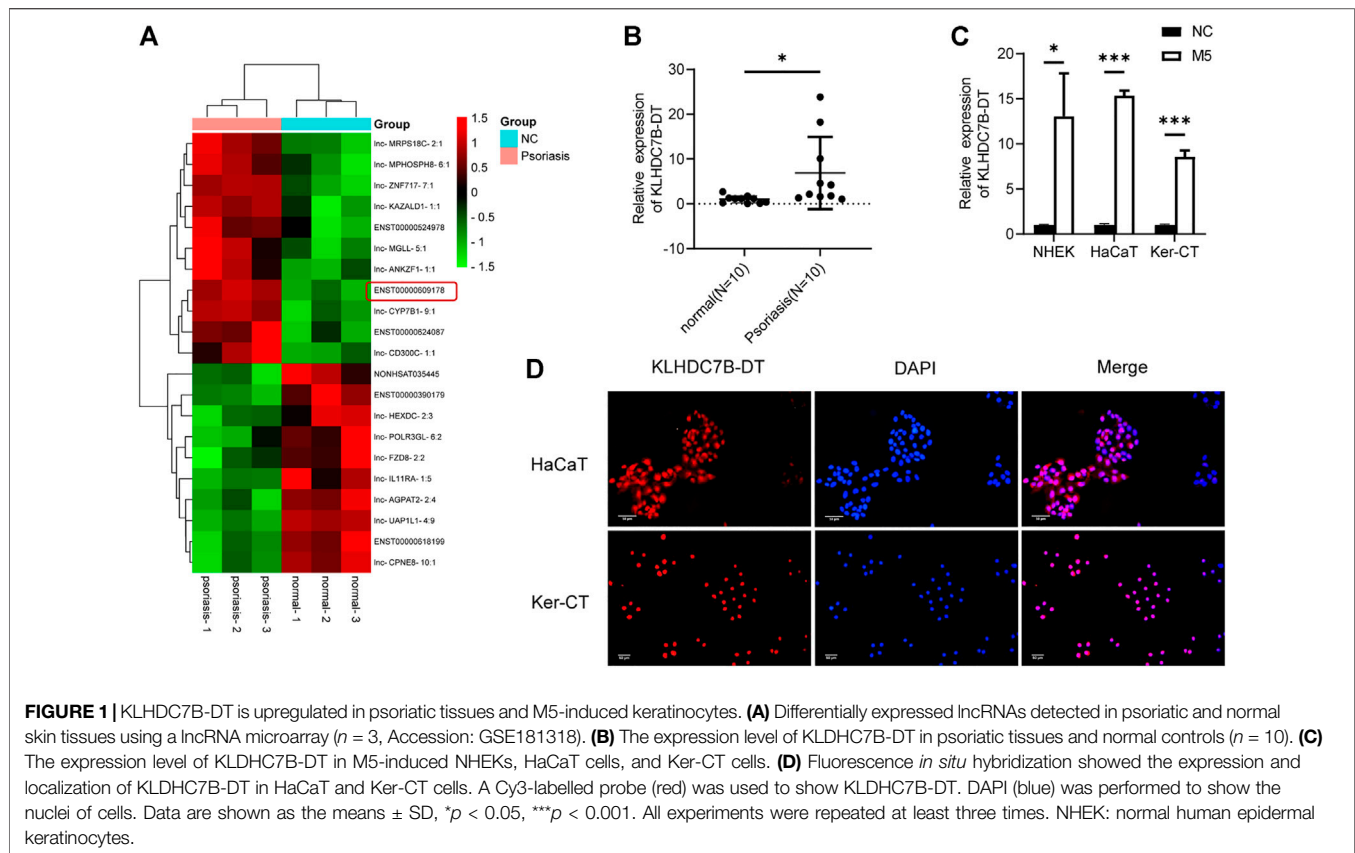 A
Group
1.5
1
0.5
0
- 0.5
- 1
- 1.5
Group
NC
Psoriasis
lnc- MRPS18C- 2:1
lnc- MPHOSPH8- 6:1
lnc- ZNF717- 7:1
lnc- KAZALD1- 1:1
ENST00000524978
lnc- MGLL- 5:1
lnc- ANKZF1- 1:1
ENST00000609178
lnc- CYP7B1- 9:1
ENST00000624087
lnc- CD300C- 1:1
NONHSAT035445
ENST00000390179
lnc- HEXDC- 2:3
lnc- POLR3GL- 6:2
lnc- FZD8- 2:2
lnc- IL11RA- 1:5
lnc- AGPAT2- 2:4
lnc- UAP1L1- 4:9
ENST00000618199
lnc- CPNE8- 10:1
psoriasis- 1
psoriasis- 2
psoriasis- 3
normal- 1
normal- 2
normal- 3
B
*
Relative expression
of KLHDC7B-DT
30
20
10
0
-10
normal(N=10)
Psoriasis(N=10)
C
NC
M5
Relative expression
of KLHDC7B-DT
20
15
10
5
0
*
***
***
NHEK
HaCaT
Ker-CT
D
KLHDC7B-DT
DAPI
Merge
HaCaT
Ker-CT
FIGURE 1 | KLHDC7B-DT is upregulated in psoriatic tissues and M5-induced keratinocytes. (A) Differentially expressed lncRNAs detected in psoriatic and normal
skin tissues using a lncRNA microarray (n = 3, Accession: GSE181318). (B) The expression level of KLDHC7B-DT in psoriatic tissues and normal controls (n = 10). (C)
The expression level of KLDHC7B-DT in M5-induced NHEKs, HaCaT cells, and Ker-CT cells. (D) Fluorescence in situ hybridization showed the expression and
localization of KLDHC7B-DT in HaCaT and Ker-CT cells. A Cy3-labelled probe (red) was used to show KLDHC7B-DT. DAPI (blue) was performed to show the
nuclei of cells. Data are shown as the means ± SD, *p < 0.05, ***p < 0.001. All experiments were repeated at least three times. NHEK: normal human epidermal
keratinocytes.